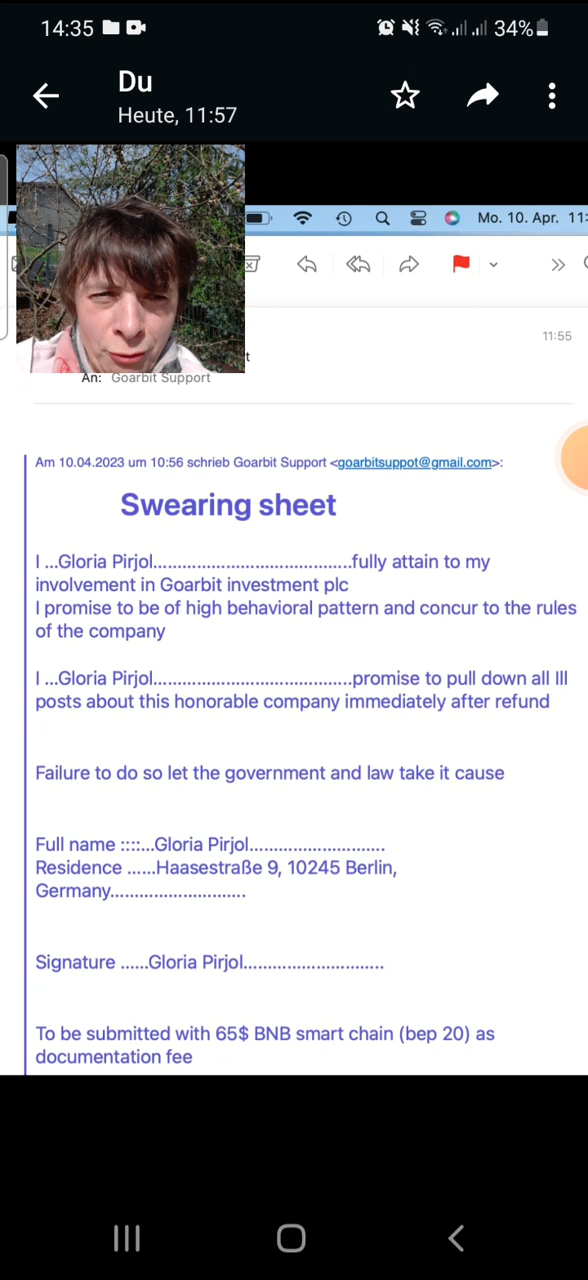 14:35
34%
Du
Heute, 11:57
Mo. 10. Apr. 11:
11:55
t
An: Goarbit Support
Am 10.04.2023 um 10:56 schrieb Goarbit Support <goarbitsuppot@gmail.com>:
Swearing sheet
I ...Gloria Pirjol...........................................fully attain to my
involvement in Goarbit investment plc
I promise to be of high behavioral pattern and concur to the rules
of the company
I ...Gloria Pirjol...........................................promise to pull down all Ill
posts about this honorable company immediately after refund
Failure to do so let the government and law take it cause
Full name ::::...Gloria Pirjol.............................
Residence ......Haasestraße 9, 10245 Berlin,
Germany.............................
Signature ......Gloria Pirjol..............................
To be submitted with 65$ BNB smart chain (bep 20) as
documentation fee